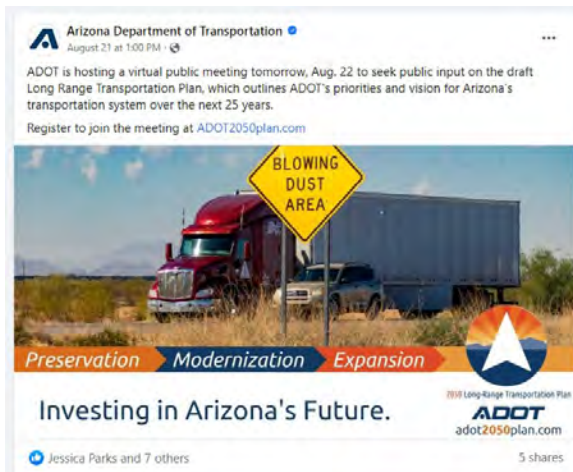 Arizona Department of Transportation
August 21 at 1:00 PM ·
ADOT is hosting a virtual public meeting tomorrow, Aug. 22 to seek public input on the draft
Long Range Transportation Plan, which outlines ADOT's priorities and vision for Arizona's
transportation system over the next 25 years.
Register to join the meeting at ADOT2050plan.com
BLOWING
DUST
AREA
Preservation Modernization Expansion
2050 Long-Range Transportation Plan
Investing in Arizona's Future.
ADOT
adot2050plan.com
Jessica Parks and 7 others
5 shares